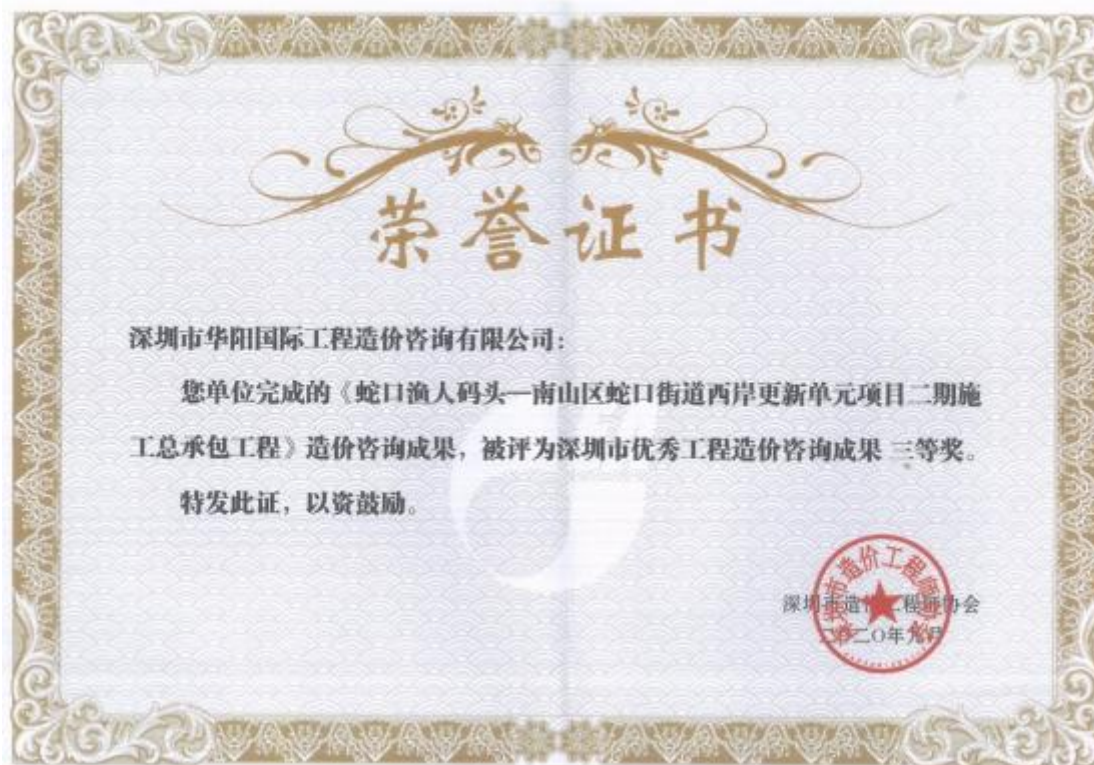 荣誉证书
深圳市华阳国际工程造价咨询有限公司：
您单位完成的《蛇口渔人码头—南山区蛇口街道西岸更新单元项目二期施
工总承包工程》造价咨询成果，被评为深圳市优秀工程造价咨询成果 三等奖。
特发此证，以资鼓励。
深圳市造价工程师协会
二〇二〇年九月